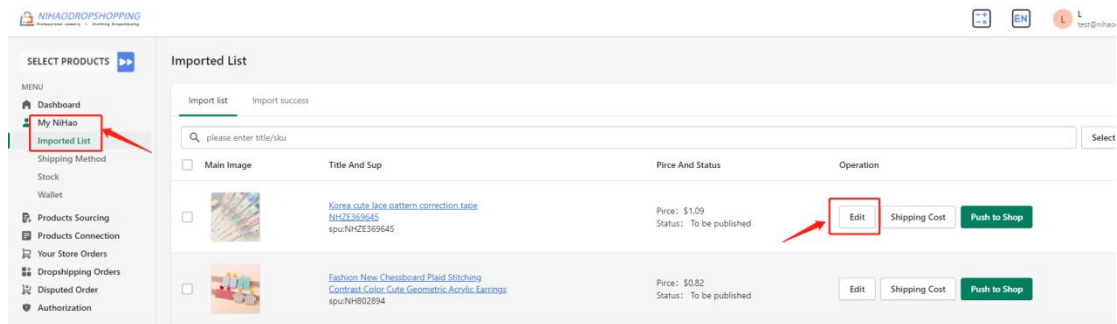 NIHAODROPSHOPPING
Professional Jewelry | Clothing Dropshipping
EN
L
L
test@nihao
SELECT PRODUCTS
MENU
Dashboard
My NiHao
Imported List
Shipping Method
Stock
Wallet
Products Sourcing
Products Connection
Your Store Orders
Dropshipping Orders
Disputed Order
Authorization
Imported List
Import list Import success
please enter title/sku
Select
Main Image Title And Sup Pirce And Status Operation
Korea cute lace pattern correction tape
NHZE369645
spu:NHZE369645
Pirce: $1.09
Status: To be published
Edit Shipping Cost Push to Shop
Fashion New Chessboard Plaid Stitching
Contrast Color Cute Geometric Acrylic Earrings
spu:NH802894
Pirce: $0.82
Status: To be published
Edit Shipping Cost Push to Shop